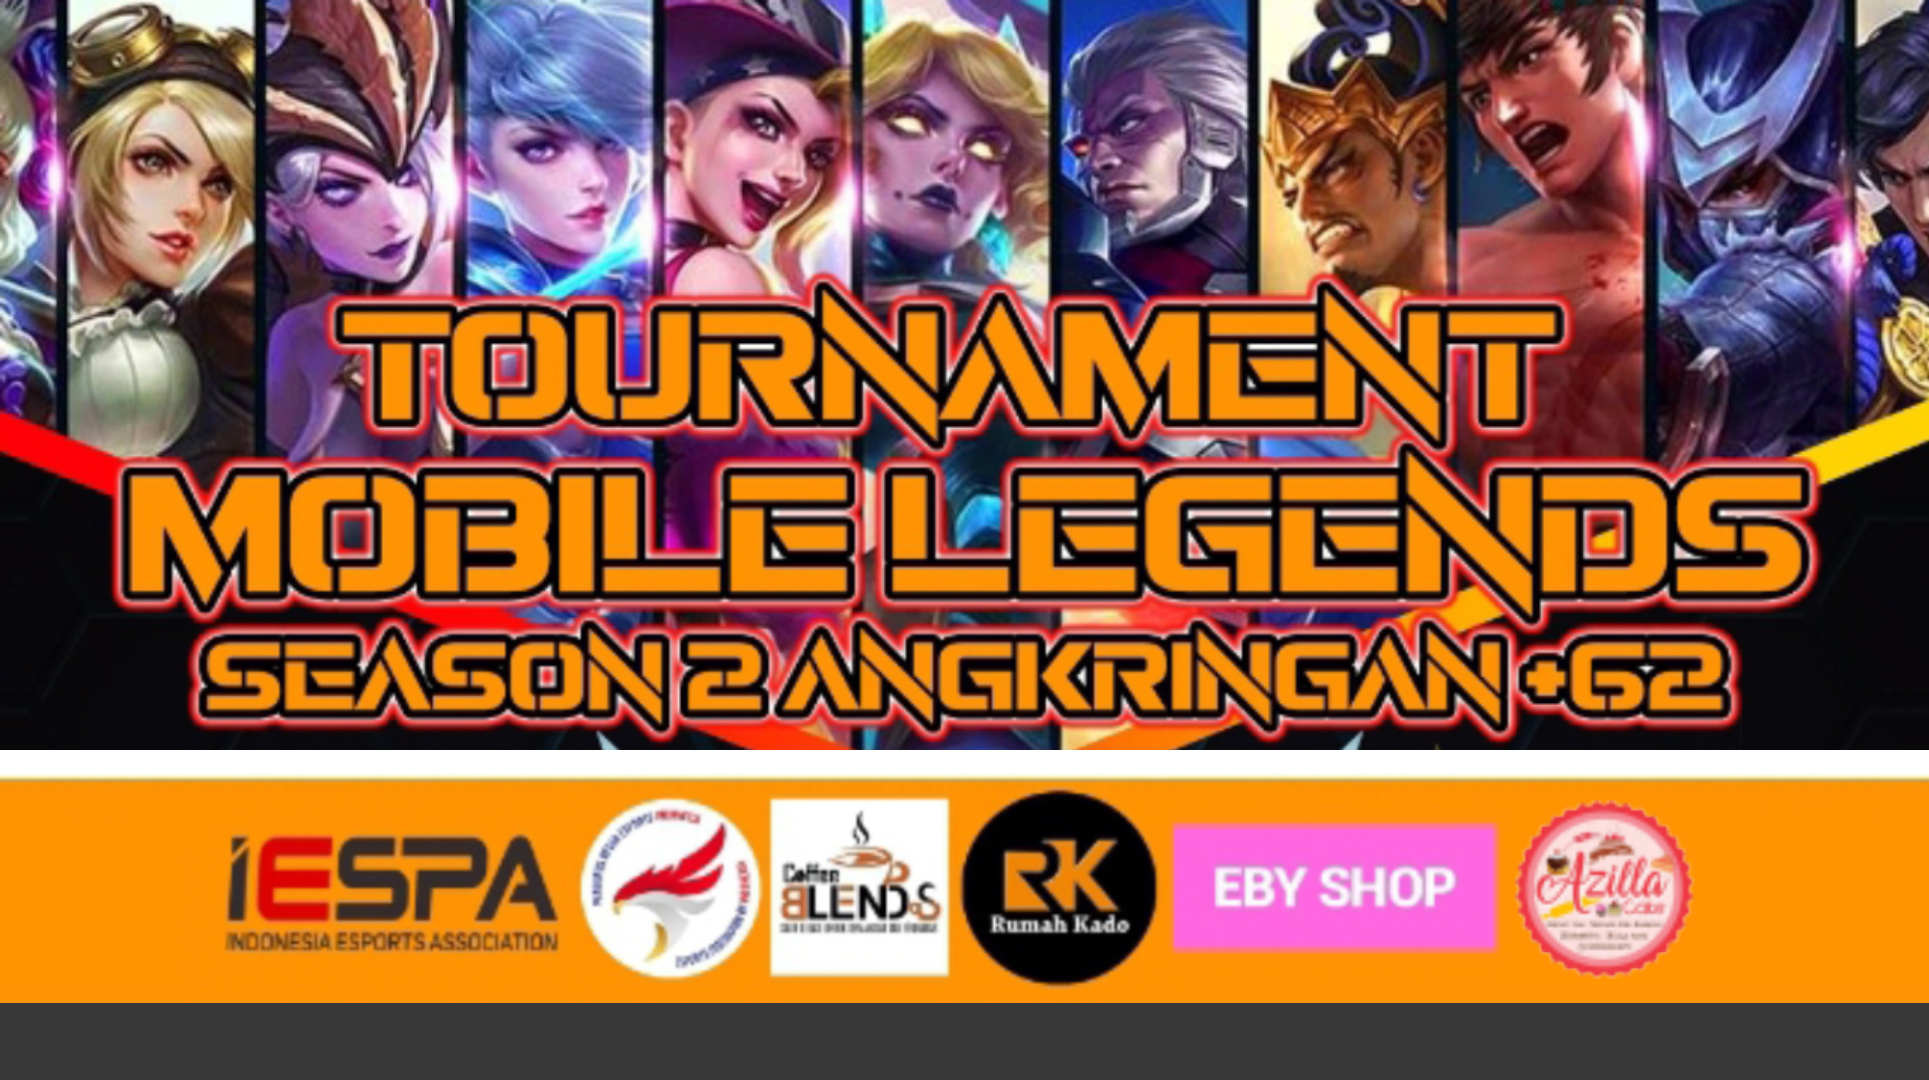 TOURNAMENT
MOBILE LEGENDS
SEASON 2 ANGKRINGAN +62
IESPA
INDONESIA ESPORTS ASSOCIATION
Coffee
BLENDS
RK
Rumah Kado
EBY SHOP
Azilla
Cake